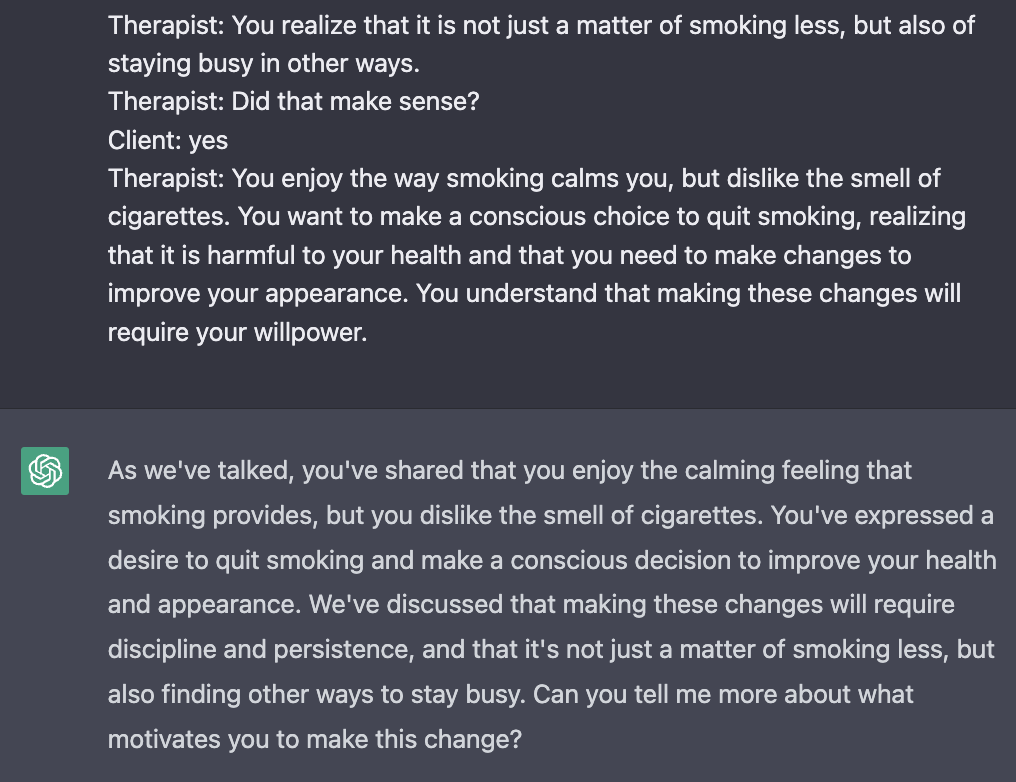 Therapist: You realize that it is not just a matter of smoking less, but also of
staying busy in other ways.
Therapist: Did that make sense?
Client: yes
Therapist: You enjoy the way smoking calms you, but dislike the smell of
cigarettes. You want to make a conscious choice to quit smoking, realizing
that it is harmful to your health and that you need to make changes to
improve your appearance. You understand that making these changes will
require your willpower.
As we've talked, you've shared that you enjoy the calming feeling that
smoking provides, but you dislike the smell of cigarettes. You've expressed a
desire to quit smoking and make a conscious decision to improve your health
and appearance. We've discussed that making these changes will require
discipline and persistence, and that it's not just a matter of smoking less, but
also finding other ways to stay busy. Can you tell me more about what
motivates you to make this change?